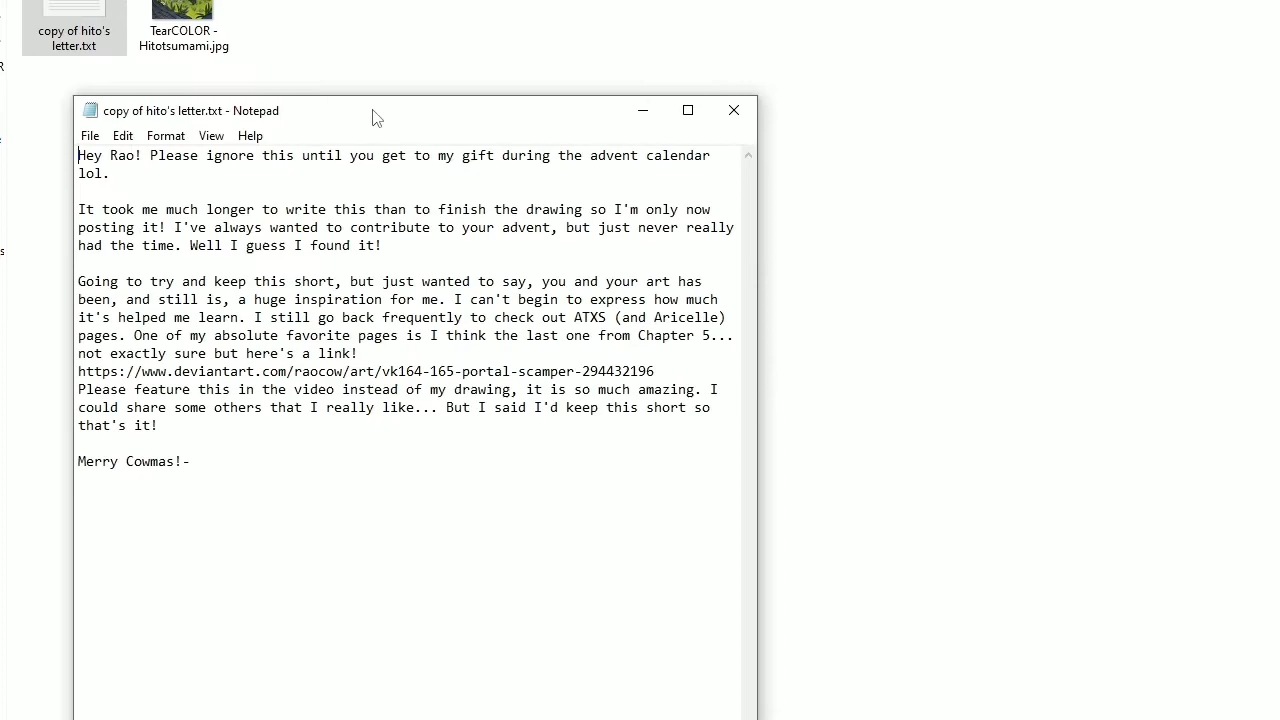 copy of hito's
letter.txt
TearCOLOR -
Hitotsumami.jpg
R
e
s
copy of hito's letter.txt - Notepad
File Edit Format View Help
Hey Rao! Please ignore this until you get to my gift during the advent calendar
lol.
It took me much longer to write this than to finish the drawing so I'm only now
posting it! I've always wanted to contribute to your advent, but just never really
had the time. Well I guess I found it!
Going to try and keep this short, but just wanted to say, you and your art has
been, and still is, a huge inspiration for me. I can't begin to express how much
it's helped me learn. I still go back frequently to check out ATXS (and Aricelle)
pages. One of my absolute favorite pages is I think the last one from Chapter 5...
not exactly sure but here's a link!
https://www.deviantart.com/raocow/art/vk164-165-portal-scamper-294432196
Please feature this in the video instead of my drawing, it is so much amazing. I
could share some others that I really like... But I said I'd keep this short so
that's it!
Merry Cowmas!-